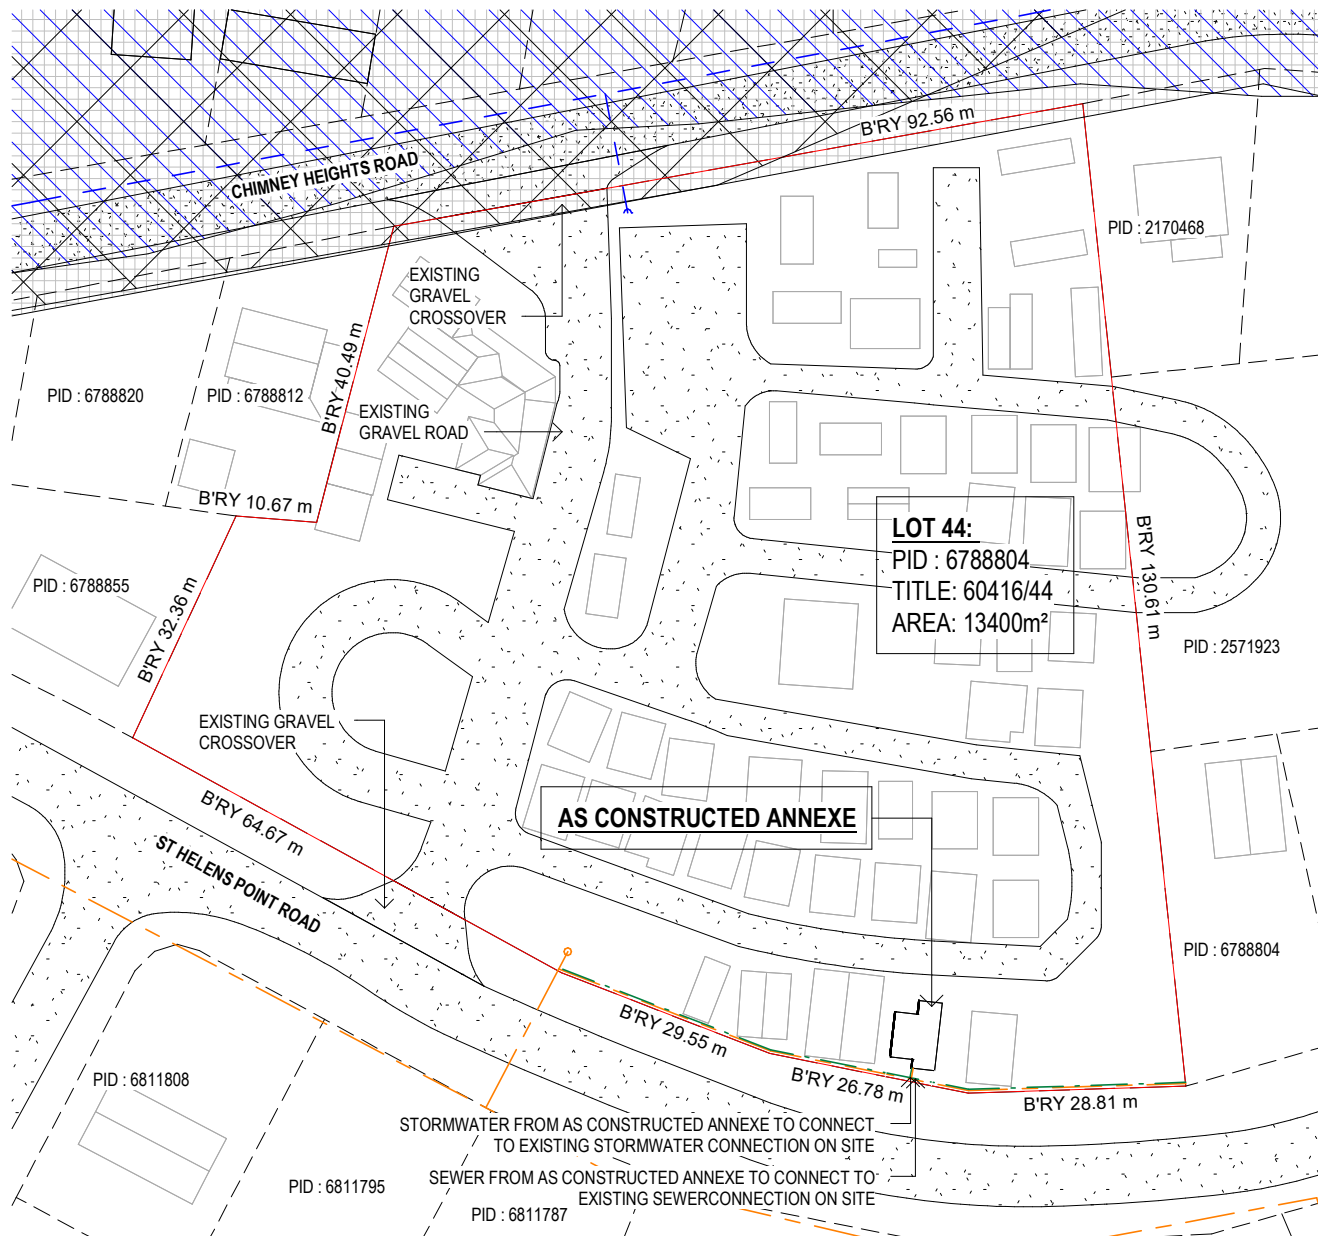 B'RY 92.56 m
CHIMNEY HEIGHTS ROAD
PID : 2170468
EXISTING
GRAVEL
CROSSOVER
B'RY 40.49 m
PID : 6788820
PID : 6788812
EXISTING
GRAVEL ROAD
B'RY 10.67 m
LOT 44:
PID : 6788804
TITLE: 60416/44
AREA: 13400m²
B'RY 130.61 m
PID : 6788855
B'RY 32.36 m
PID : 2571923
EXISTING GRAVEL
CROSSOVER
B'RY 64.67 m
AS CONSTRUCTED ANNEXE
ST HELENS POINT ROAD
PID : 6788804
B'RY 29.55 m
B'RY 26.78 m
B'RY 28.81 m
PID : 6811808
STORMWATER FROM AS CONSTRUCTED ANNEXE TO CONNECT
TO EXISTING STORMWATER CONNECTION ON SITE
SEWER FROM AS CONSTRUCTED ANNEXE TO CONNECT TO
EXISTING SEWERCONNECTION ON SITE
PID : 6811795
PID : 6811787